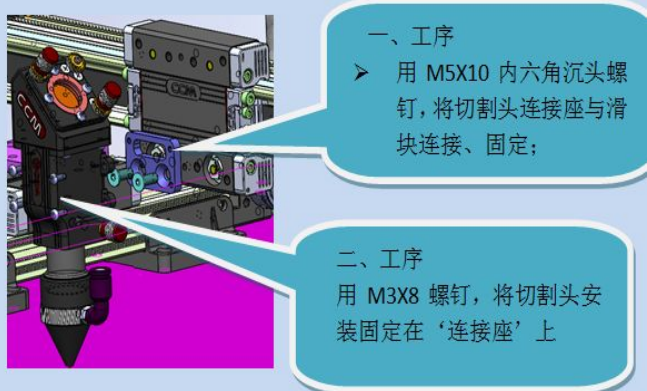 一、工序
➢ 用 M5X10 内六角沉头螺
钉，将切割头连接座与滑
块连接、固定；
CCM
CCM
二、工序
用 M3X8 螺钉，将切割头安
装固定在‘连接座’上